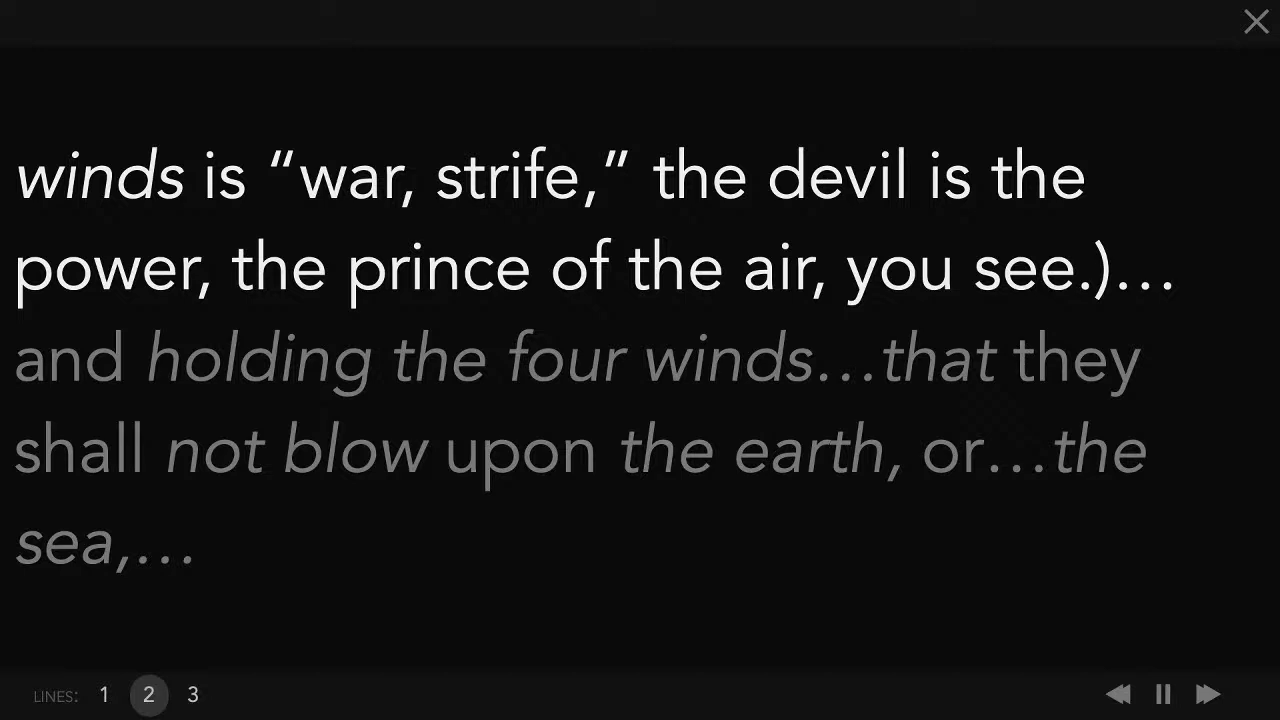 winds is “war, strife,” the devil is the
power, the prince of the air, you see.)…
and holding the four winds…that they
shall not blow upon the earth, or…the
sea,…
LINES: 1 2 3